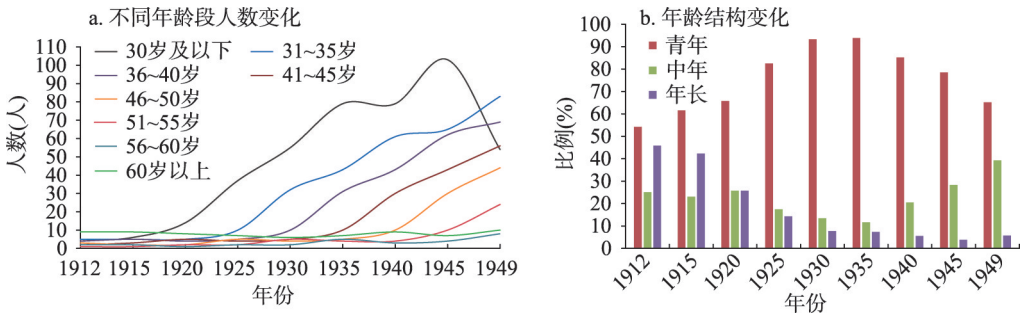 a. 不同年龄段人数变化
30岁及以下
31~35岁
36~40岁
41~45岁
46~50岁
51~55岁
56~60岁
60岁以上
人数(人)
110
100
90
80
70
60
50
40
30
20
10
0
1912 1915 1920 1925 1930 1935 1940 1945 1949
年份
b. 年龄结构变化
青年
中年
年长
比例(%)
100
90
80
70
60
50
40
30
20
10
0
1912 1915 1920 1925 1930 1935 1940 1945 1949
年份